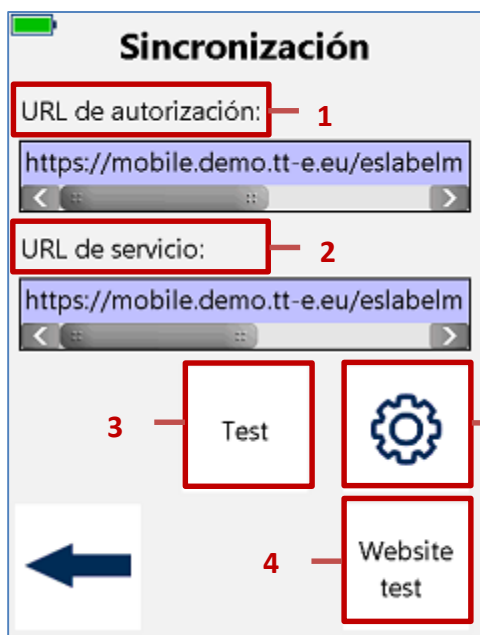 Sincronización
URL de autorización:
1
https://mobile.demo.tt-e.eu/eslabelm
URL de servicio:
2
https://mobile.demo.tt-e.eu/eslabelm
3
Test
4
Website
test